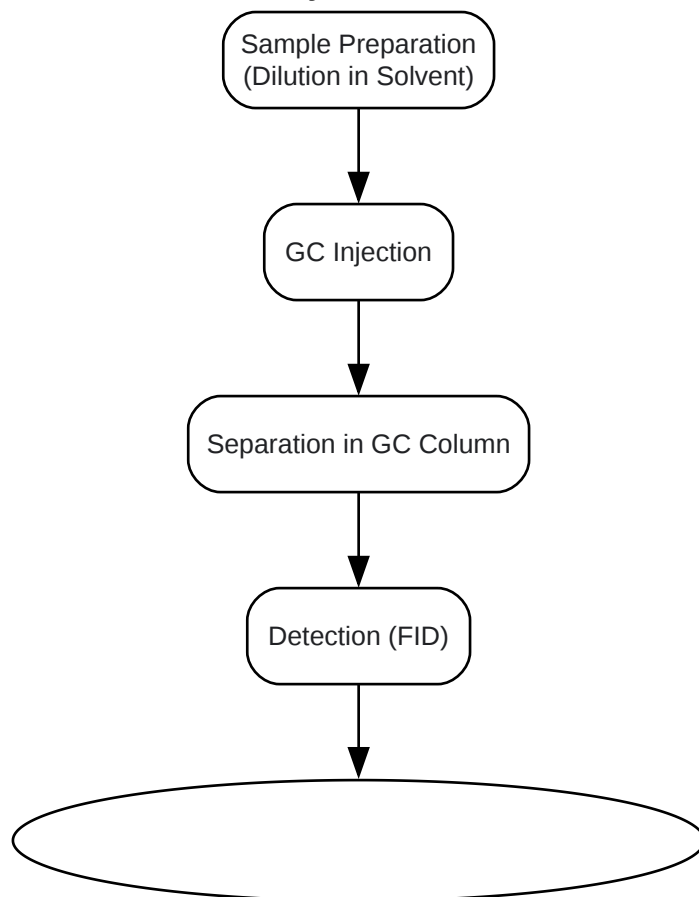 Sample Preparation
(Dilution in Solvent)
GC Injection
Separation in GC Column
Detection (FID)